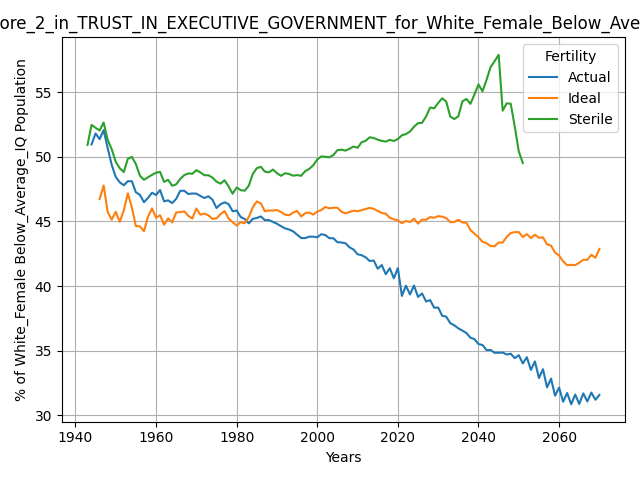 ore_2_in_TRUST_IN_EXECUTIVE_GOVERNMENT_for_White_Female_Below_Ave
% of White_Female Below_Average_IQ Population
55
50
45
40
35
30
1940
1960
1980
2000
2020
2040
2060
Years
Fertility
Actual
Ideal
Sterile